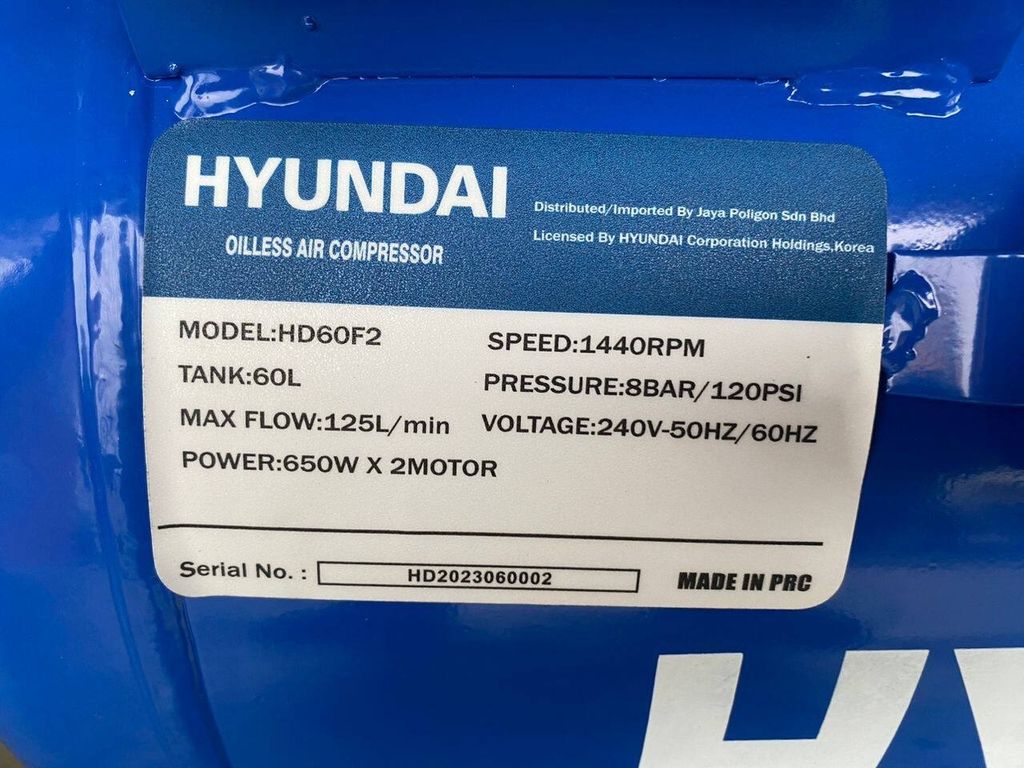 HYUNDAI
OILLESS AIR COMPRESSOR
Distributed/Imported By Jaya Poligon Sdn Bhd
Licensed By HYUNDAI Corporation Holdings,Korea
MODEL:HD60F2
TANK:60L
MAX FLOW:125L/min
POWER:650W X 2MOTOR
SPEED:1440RPM
PRESSURE:8BAR/120PSI
VOLTAGE:240V-50HZ/60HZ
Serial No. : HD2023060002
MADE IN PRC